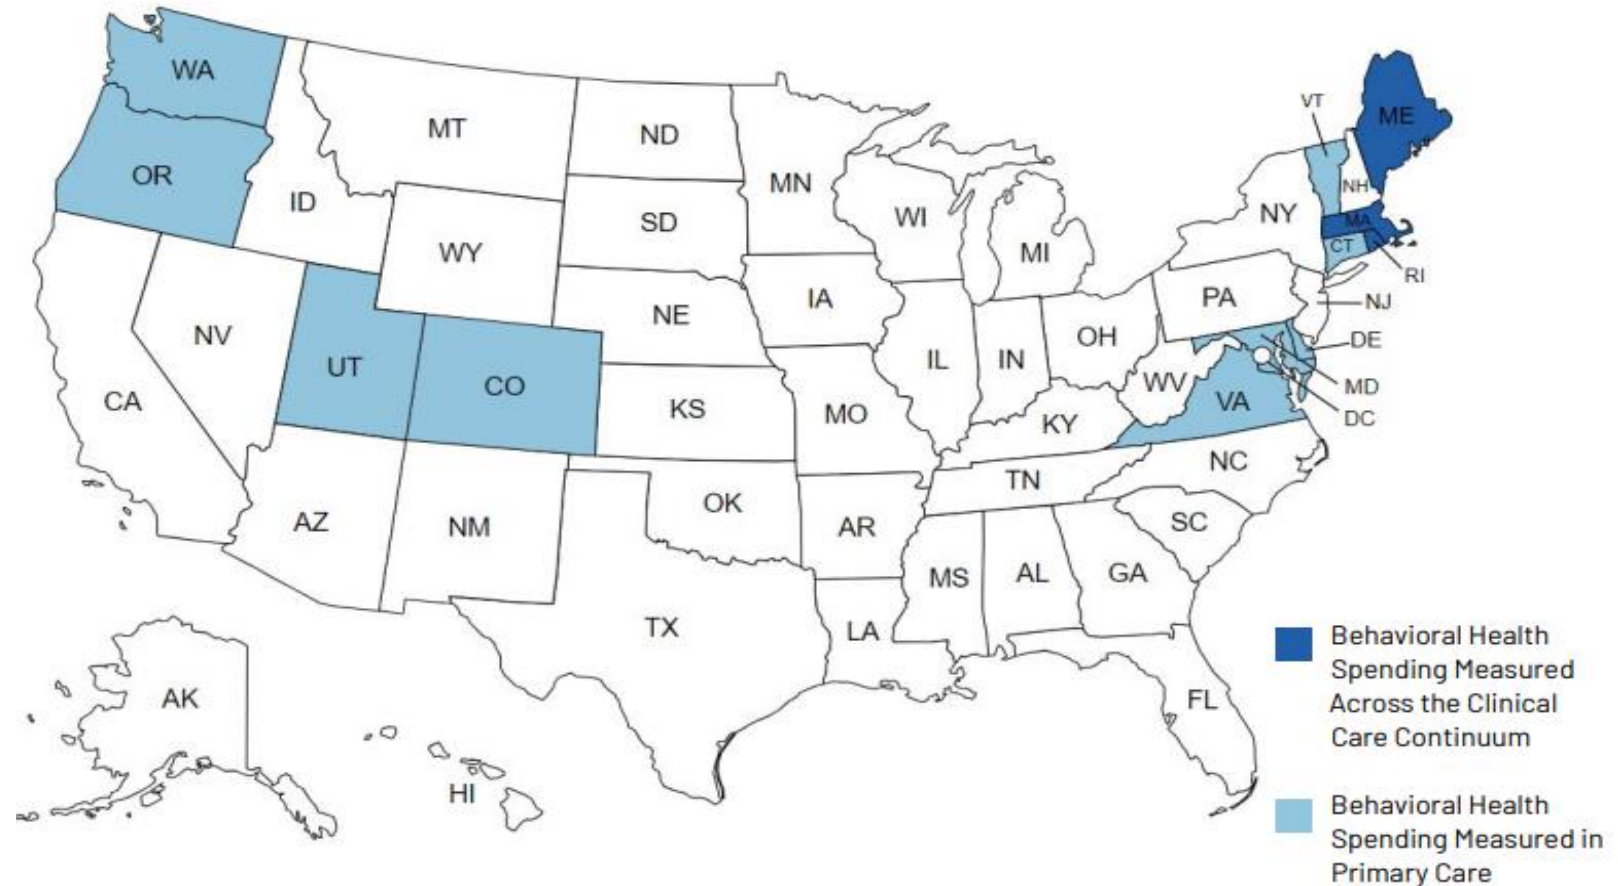 WA
MT
ND
MN
OR
ID
SD
WI
MI
WY
NY
VT
ME
NH
MA
CT
RI
IA
NE
PA
NJ
NV
OH
DE
IL
IN
UT
CO
WV
MD
CA
KS
MO
VA
DC
KY
NC
TN
OK
AZ
NM
AR
SC
MS
AL
GA
TX
LA
AK
FL
HI
Behavioral Health
Spending Measured
Across the Clinical
Care Continuum
Behavioral Health
Spending Measured in
Primary Care